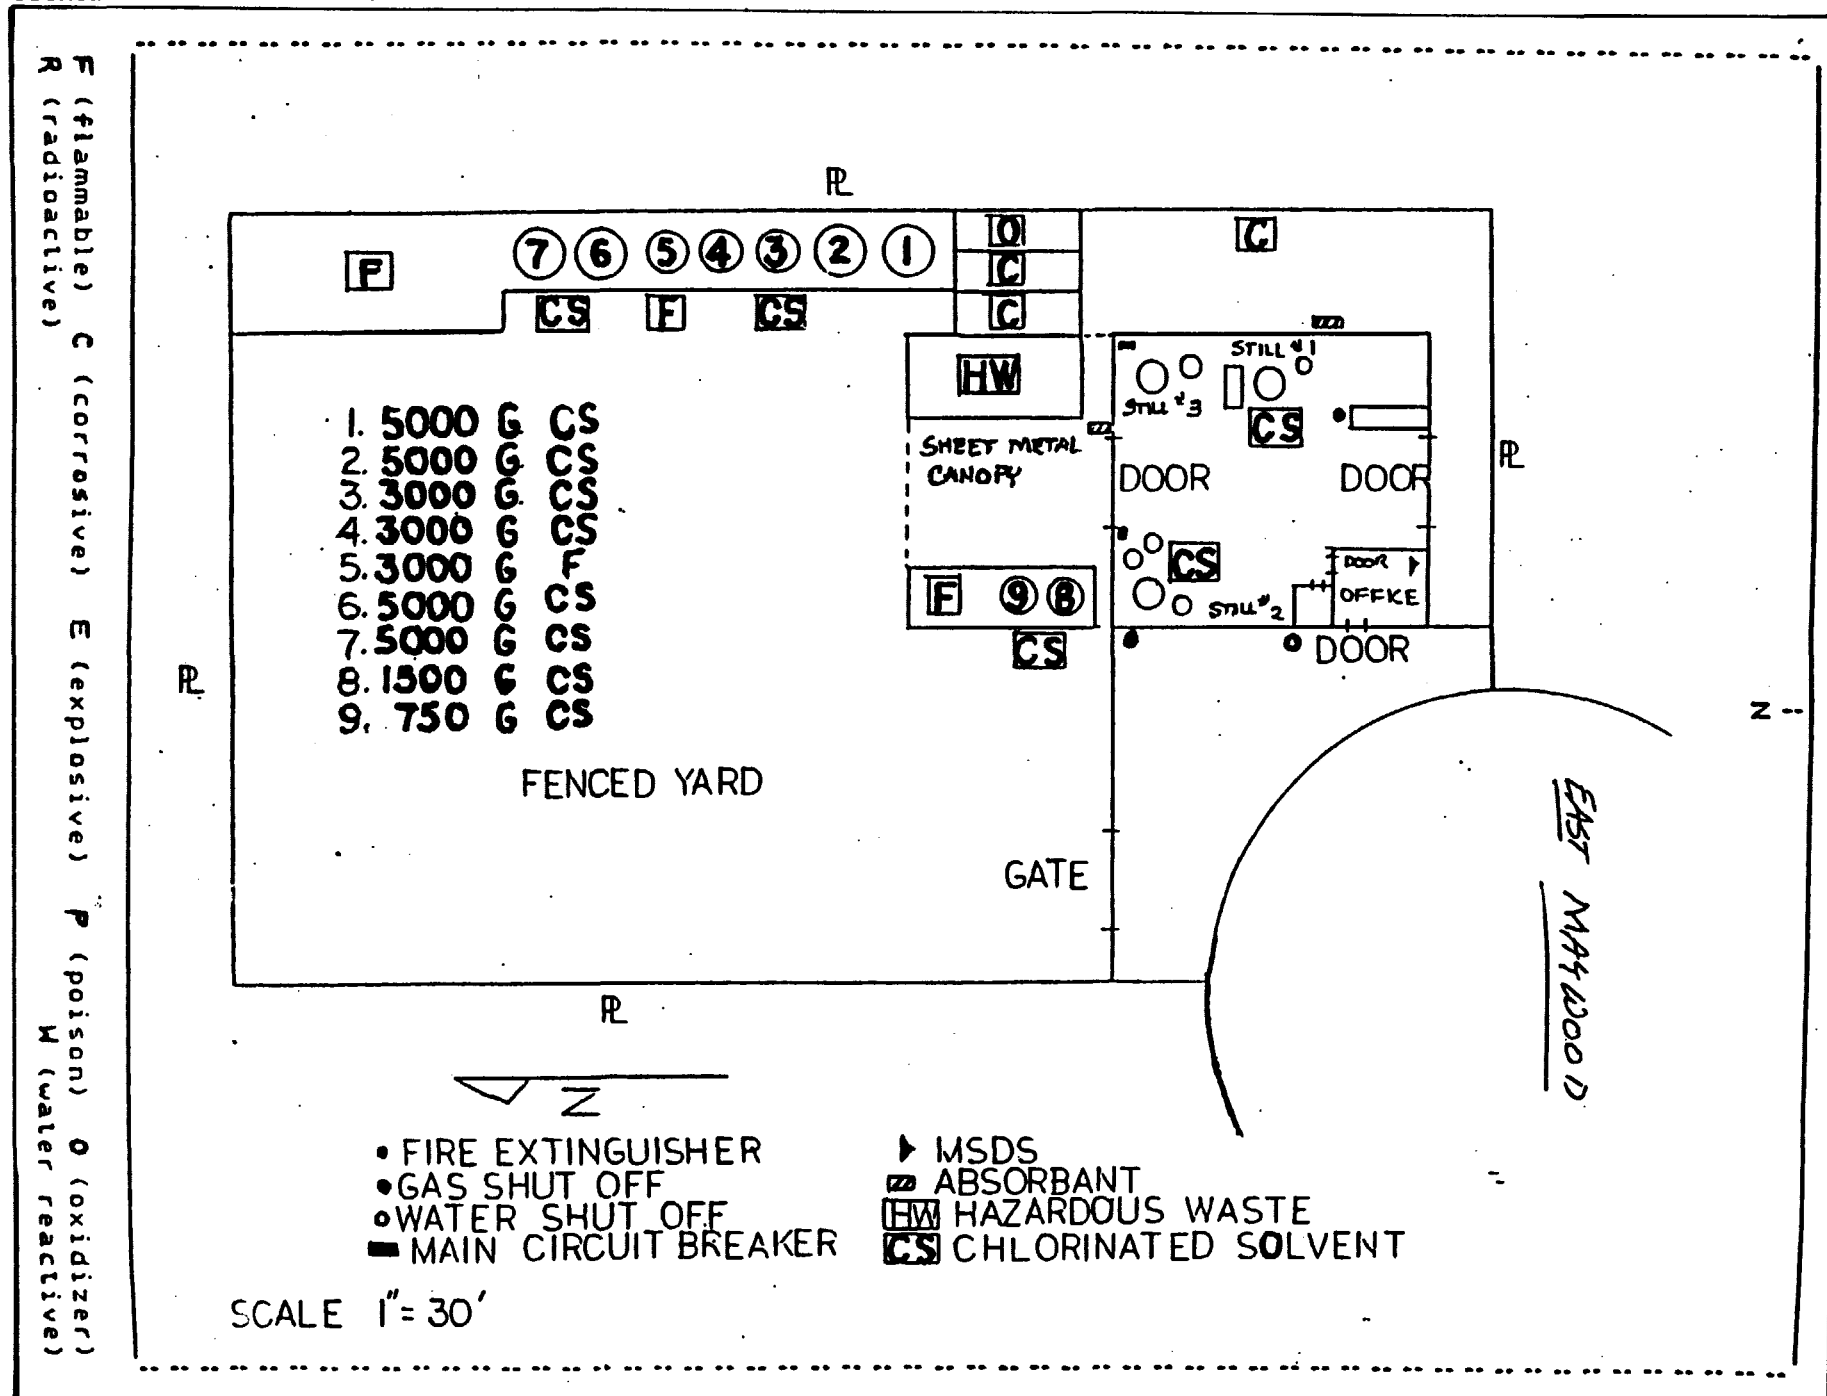 F (flammable) C (corrosive) E (explosive) P (poison) O (oxidizer)
R (radioactive) W (water reactive)
PL
F
7 6 5 4 3 2 1
CS F CS
O
C
C
C
HW
STILL #1
STILL #3
CS
SHEET METAL
CANOPY
DOOR
DOOR
PL
1. 5000 G CS
2. 5000 G CS
3. 3000 G CS
4. 3000 G CS
5. 3000 G F
6. 5000 G CS
7. 5000 G CS
8. 1500 G CS
9. 750 G CS
F 9 8
CS
CS
STILL #2
DOOR
OFFICE
DOOR
PL
N --
FENCED YARD
GATE
EAST MAYWOOD
PL
N
• FIRE EXTINGUISHER
• GAS SHUT OFF
o WATER SHUT OFF
MAIN CIRCUIT BREAKER
MSDS
ABSORBANT
HW HAZARDOUS WASTE
CS CHLORINATED SOLVENT
SCALE 1"= 30'